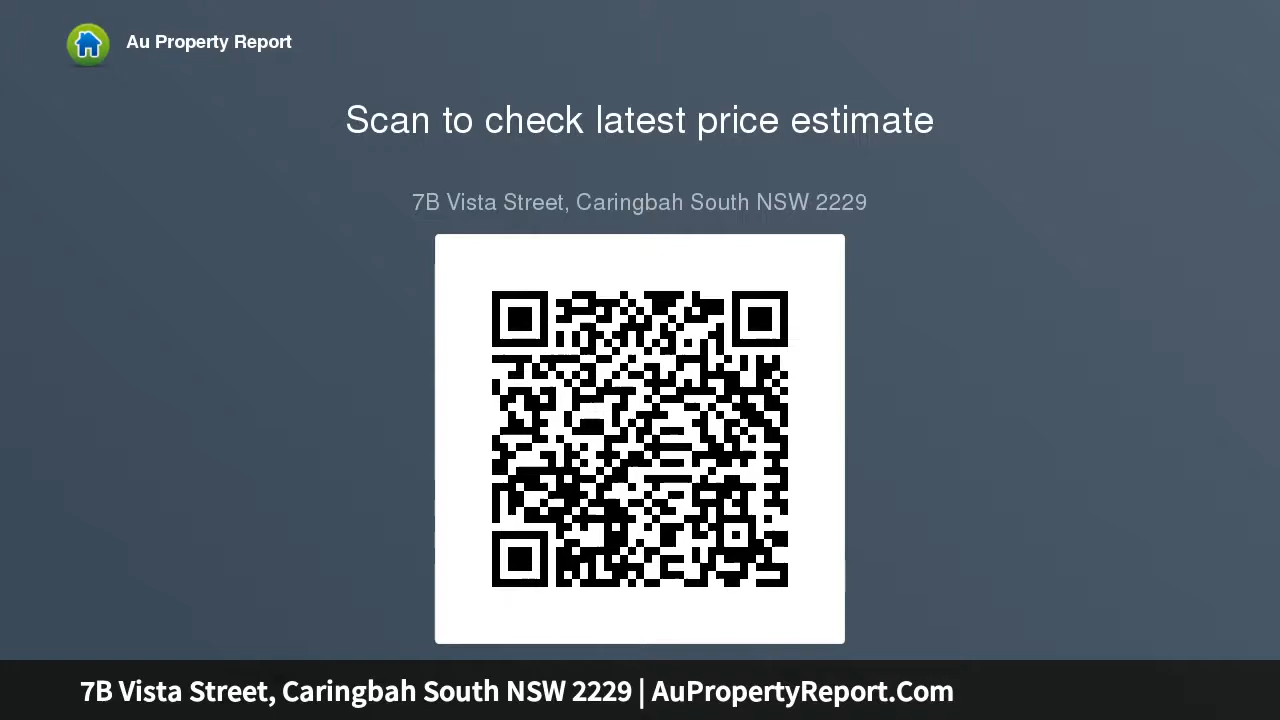 Au Property Report
Scan to check latest price estimate
7B Vista Street, Caringbah South NSW 2229
7B Vista Street, Caringbah South NSW 2229 | AuPropertyReport.Com